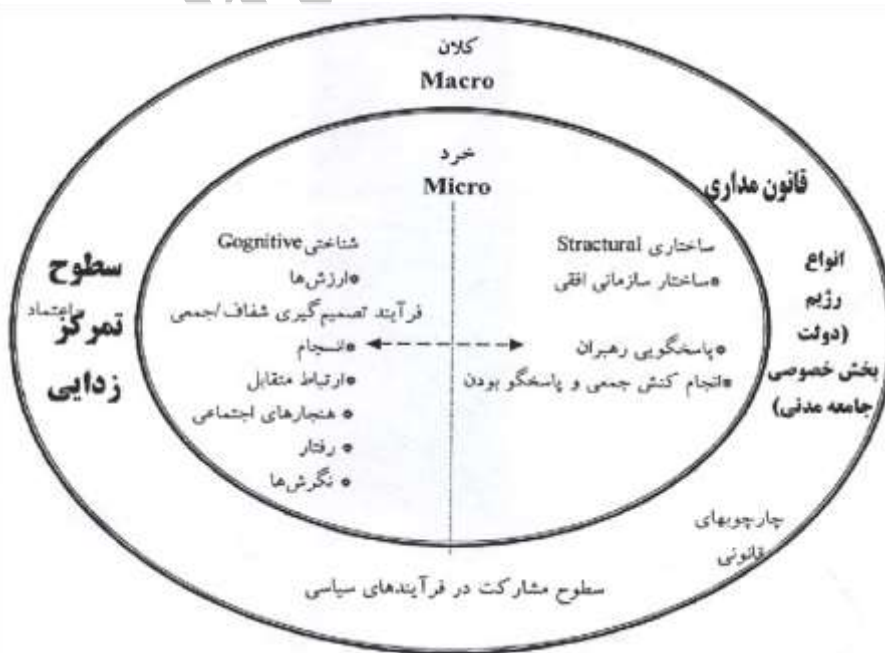 کلان
Macro
خرد
Micro
قانون مداری
ساختاری Stractural
ساختار سازمانی افقی
پاسخگویی رهبران
انجام کنش جمعی و پاسخگو بودن
شناختی Gognitive
ارزش‌ها
فرآیند تصمیم‌گیری شفاف/جمعی
انسجام
ارتباط متقابل
هنجارهای اجتماعی
رفتار
نگرش‌ها
انواع
رژیم
(دولت
بخش خصوصی
جامعه مدنی)
سطوح
تمرکز
زدایی
اعتماد
چارچوبهای
قانونی
سطوح مشارکت در فرآیندهای سیاسی